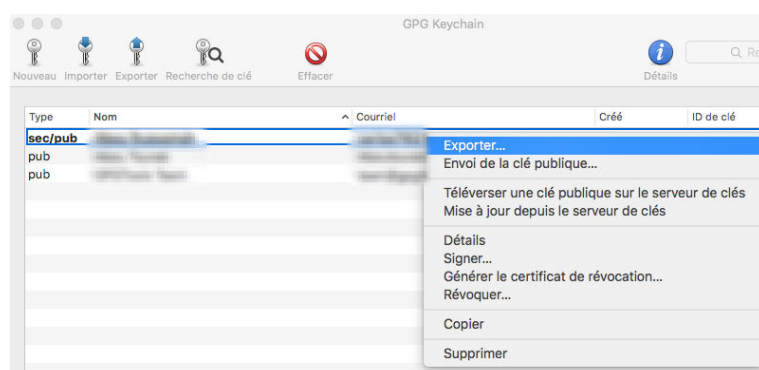 GPG Keychain
Nouveau Importer Exporter Recherche de clé Effacer Détails
Type Nom Courriel Créé ID de clé
sec/pub
pub
pub
Exporter...
Envoi de la clé publique...
Téléverser une clé publique sur le serveur de clés
Mise à jour depuis le serveur de clés
Détails
Signer...
Générer le certificat de révocation...
Révoquer...
Copier
Supprimer